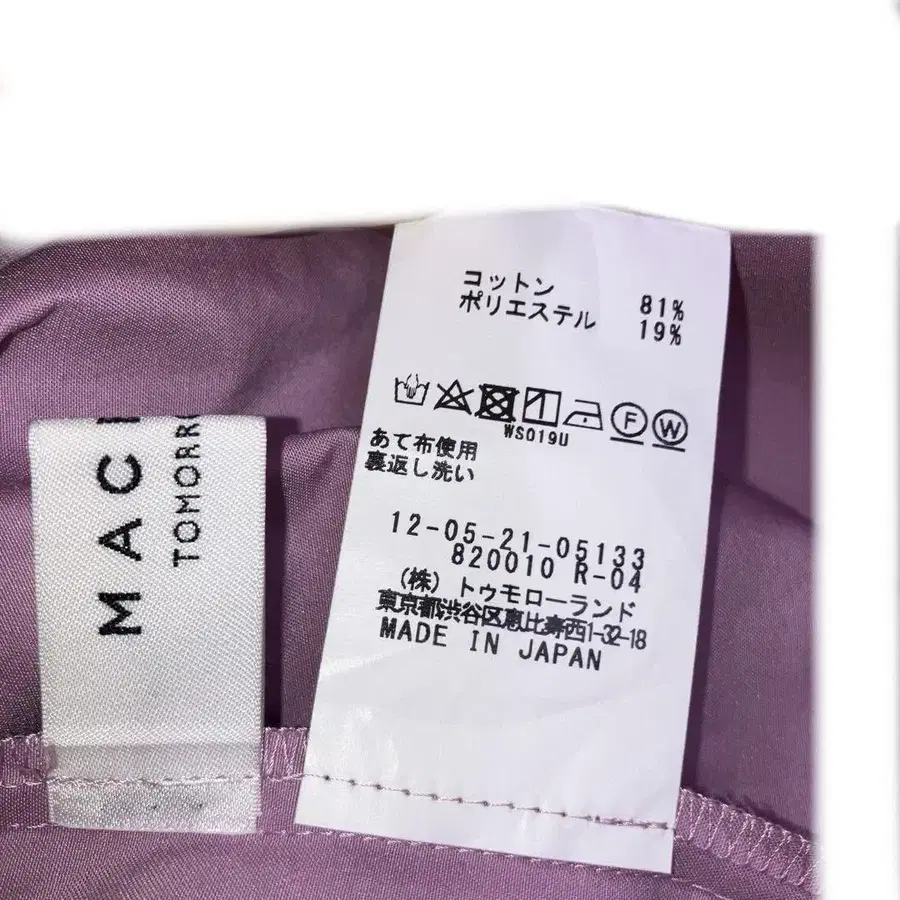 コットン 81%
ポリエステル 19%
F W
WS019U
あて布使用
裏返し洗い
12-05-21-05133
820010 R-04
(株) トゥモローランド
東京都渋谷区恵比寿西1-32-18
MADE IN JAPAN
MAC
TOMORR